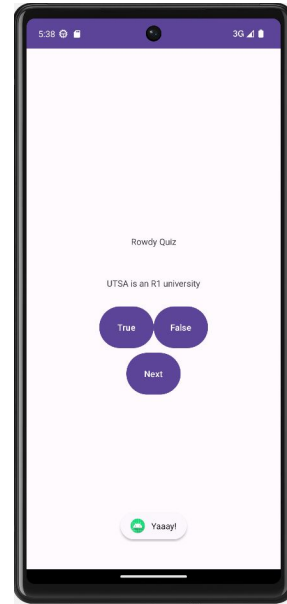 5:38 3G
Rowdy Quiz
UTSA is an R1 university
True False
Next
Yaaay!